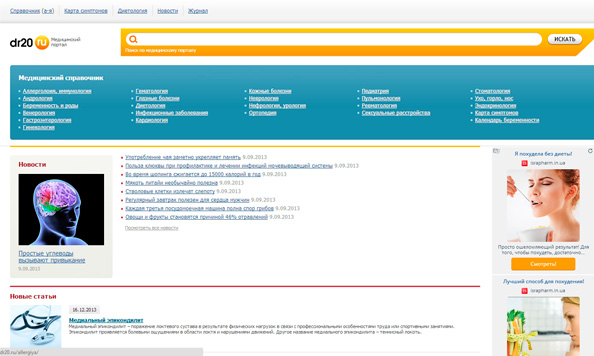 Справочник (а-я)
Карта симптомов
Диетология
Новости
Журнал
dr20 ru Медицинский портал
ИСКАТЬ
Поиск по медицинскому порталу
Медицинский справочник
Аллергология, иммунология
Андрология
Беременность и роды
Венерология
Гастроэнтерология
Гинекология
Гематология
Глазные болезни
Диетология
Инфекционные заболевания
Кардиология
Кожные болезни
Неврология
Нефрология, урология
Ортопедия
Педиатрия
Пульмонология
Ревматология
Сексуальные расстройства
Стоматология
Ухо, горло, нос
Эндокринология
Карта симптомов
Календарь беременности
Новости
Простые углеводы
вызывают привыкание
9.09.2013
Употребление чая заметно укрепляет память 9.09.2013
Польза клюквы при профилактике и лечении инфекций мочевыводящей системы 9.09.2013
Во время шопинга сжигается до 15000 калорий в год 9.09.2013
Мякоть питайи необычайно полезна 9.09.2013
Стволовые клетки излечат слепоту 9.09.2013
Регулярный завтрак полезен для сердца мужчин 9.09.2013
Каждая третья посудомоечная машина полна спор грибов 9.09.2013
Овощи и фрукты становятся причиной 46% отравлений 9.09.2013
Посмотреть все новости
Я похудела без диеты!
israpharm.in.ua
Просто ошеломляющий результат! Для
того, чтобы похудеть, достаточно...
Смотреть!
Лучший способ для похудения!
israpharm.in.ua
Новые статьи
16.12.2013
Медиальный эпикондилит
Медиальный эпикондилит – поражение локтевого сустава в результате физических нагрузок в связи с профессиональными особенностями труда или спортивными занятиями.
Эпикондилит проявляется болевыми ощущениями в области локтя и нарушением движений. Другое название медиального эпикондилита – теннисный локоть.
dr20.ru/allergiya/